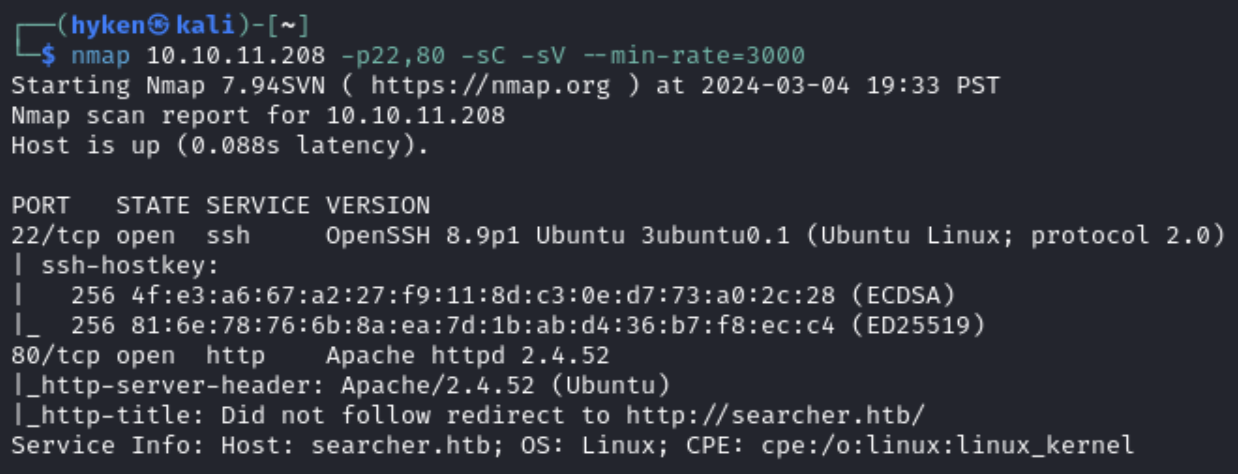 ┌──(hyken㉿kali)-[~]
└─$ nmap 10.10.11.208 -p22,80 -sC -sV --min-rate=3000
Starting Nmap 7.94SVN ( https://nmap.org ) at 2024-03-04 19:33 PST
Nmap scan report for 10.10.11.208
Host is up (0.088s latency).

PORT   STATE SERVICE VERSION
22/tcp open  ssh     OpenSSH 8.9p1 Ubuntu 3ubuntu0.1 (Ubuntu Linux; protocol 2.0)
| ssh-hostkey:
|   256 4f:e3:a6:67:a2:27:f9:11:8d:c3:0e:d7:73:a0:2c:28 (ECDSA)
|_  256 81:6e:78:76:6b:8a:ea:7d:1b:ab:d4:36:b7:f8:ec:c4 (ED25519)
80/tcp open  http    Apache httpd 2.4.52
|_http-server-header: Apache/2.4.52 (Ubuntu)
|_http-title: Did not follow redirect to http://searcher.htb/
Service Info: Host: searcher.htb; OS: Linux; CPE: cpe:/o:linux:linux_kernel